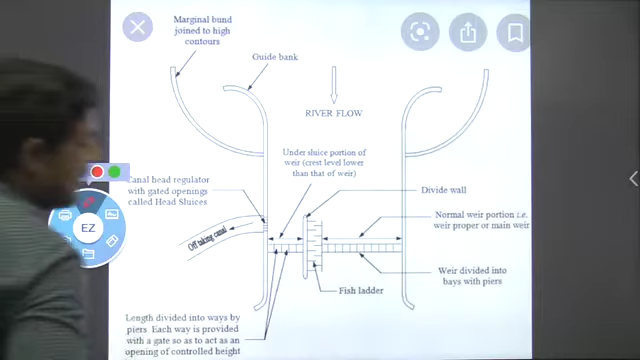 Marginal bund
joined to high
contours
Guide bank
RIVER FLOW
Under sluice portion of
weir (crest level lower
than that of weir)
Canal head regulator
with gated openings
called Head Sluices
Divide wall
Normal weir portion i.e.
weir proper or main weir
Off taking canal
EZ
Weir divided into
bays with piers
Fish ladder
Length divided into ways by
piers. Each way is provided
with a gate so as to act as an
opening of controlled height